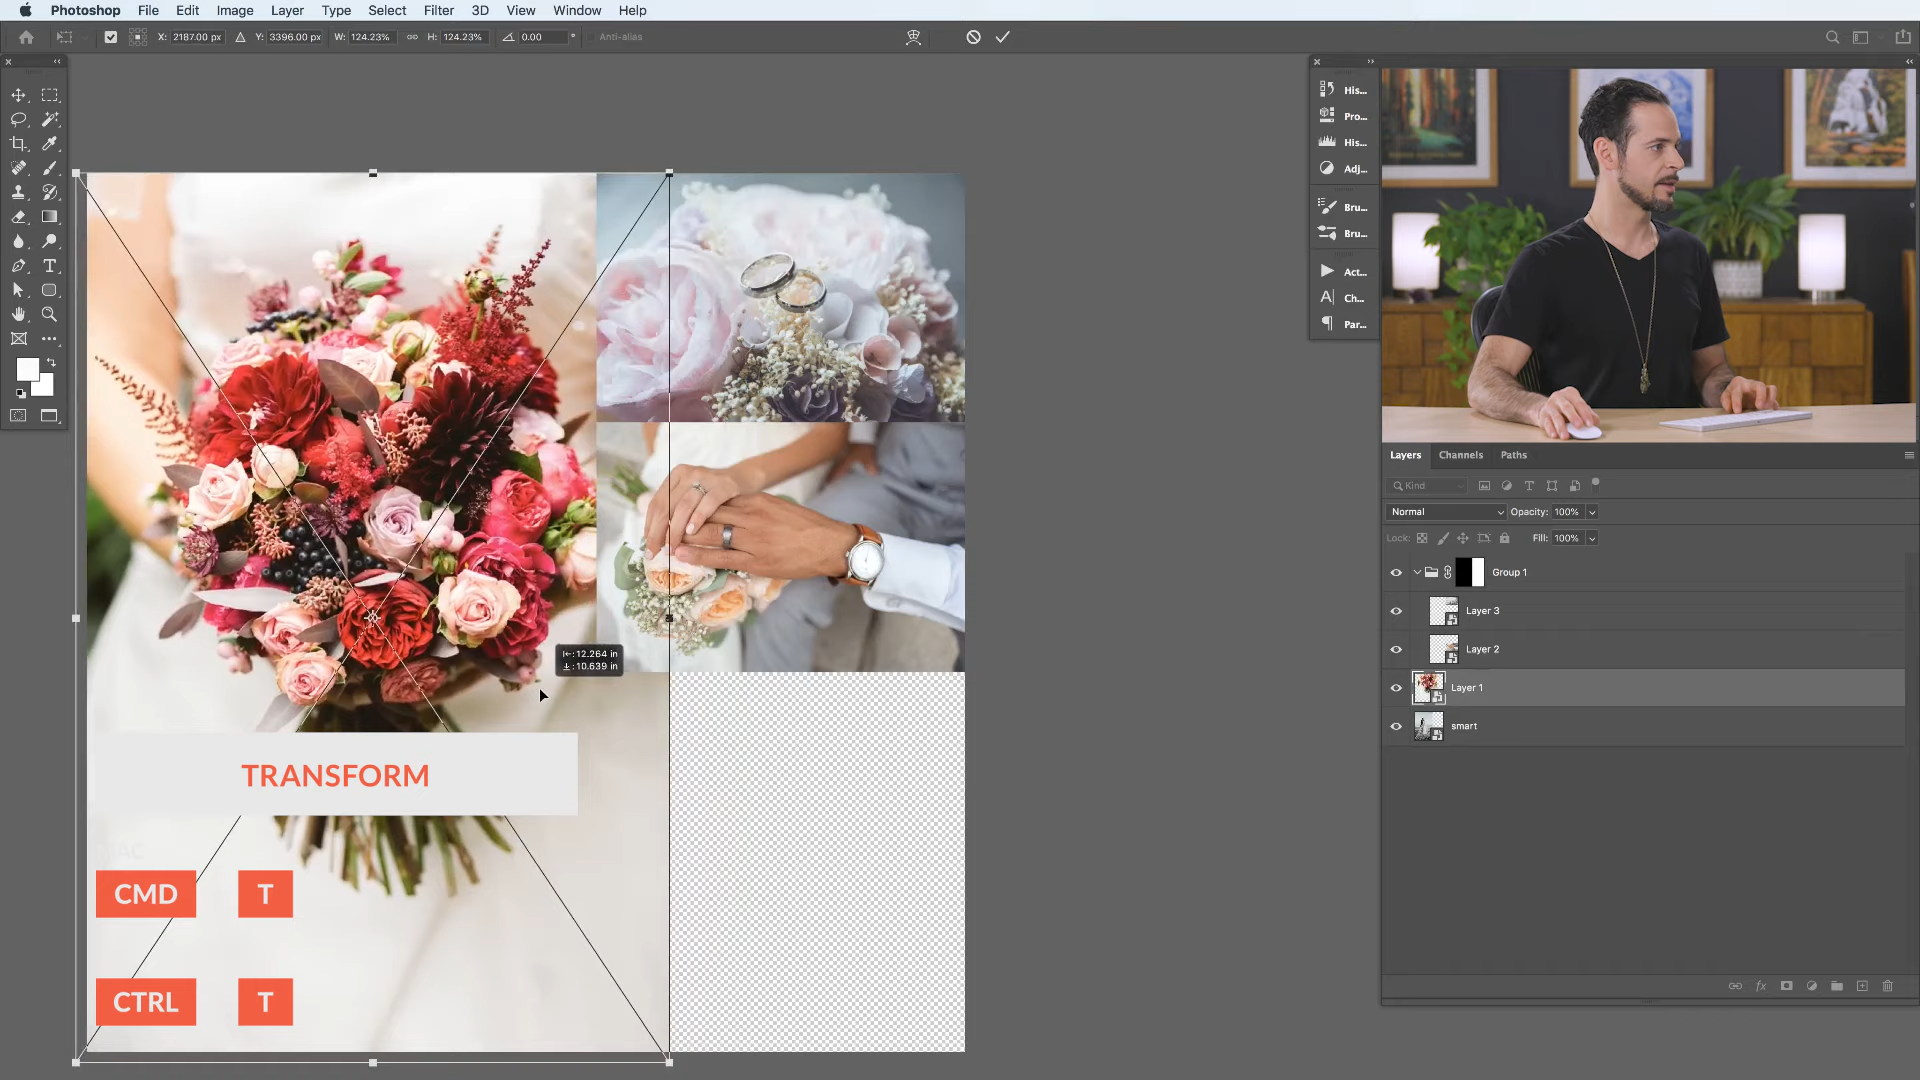 Photoshop File Edit Image Layer Type Select Filter 3D View Window Help
X: 2187.00 px Y: 3396.00 px W: 124.23% H: 124.23% 0.00 ° Anti-alias
His...
Pro...
His...
Adj...
Bru...
Bru...
Act...
Ch...
Par...
Layers Channels Paths
Kind
Normal Opacity: 100%
Lock: Fill: 100%
Group 1
Layer 3
Layer 2
Layer 1
smart
fx
: 12.264 in
: 10.639 in
TRANSFORM
MAC
CMD T
CTRL T